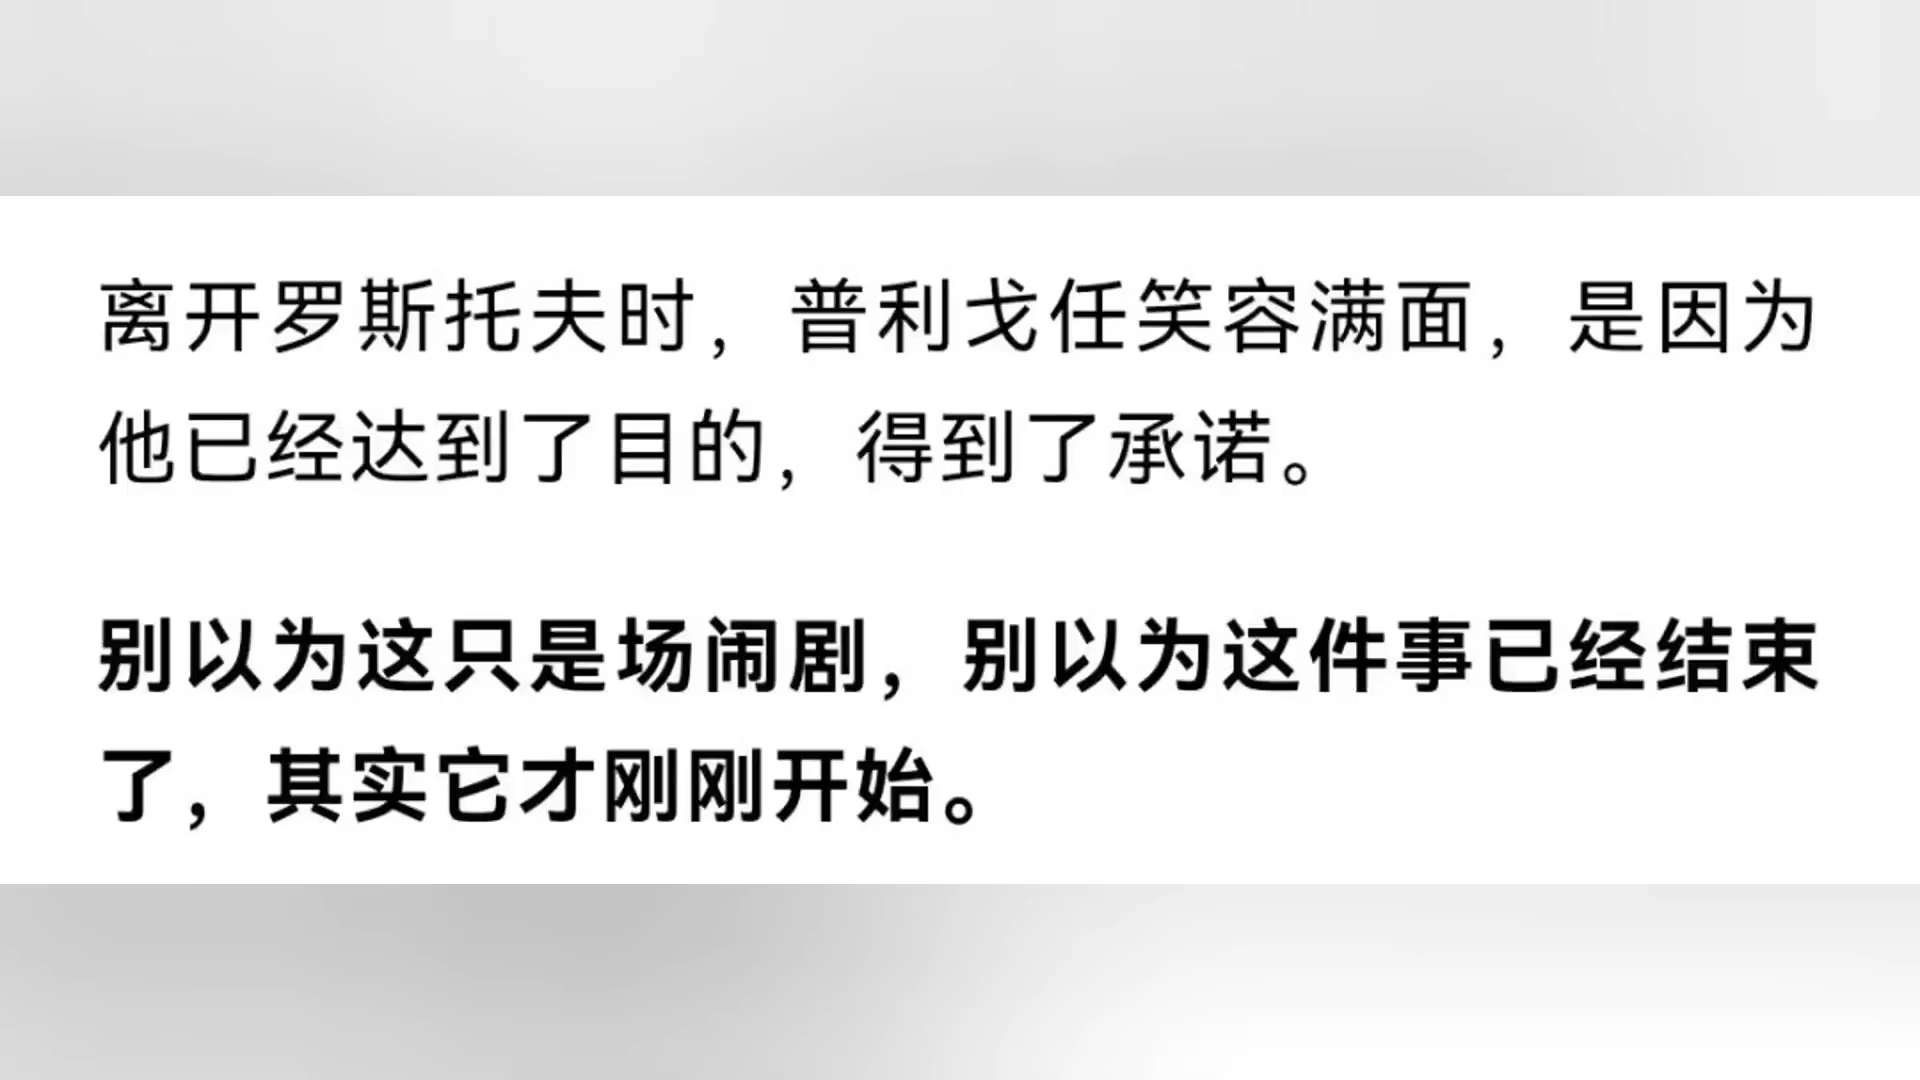 离开罗斯托夫时，普利戈任笑容满面，是因为
他已经达到了目的，得到了承诺。
别以为这只是场闹剧，别以为这件事已经结束
了，其实它才刚刚开始。